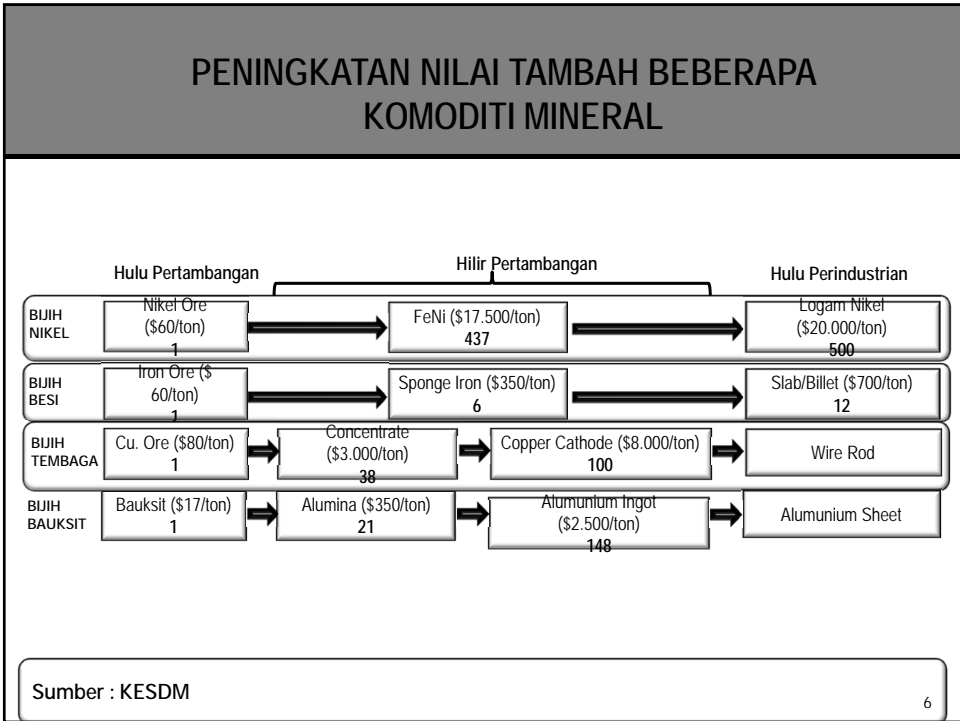 PENINGKATAN NILAI TAMBAH BEBERAPA
KOMODITI MINERAL
Hulu Pertambangan
Hilir Pertambangan
Hulu Perindustrian
BIJIH
NIKEL
Nikel Ore
($60/ton)
1
FeNi ($17.500/ton)
437
Logam Nikel
($20.000/ton)
500
BIJIH
BESI
Iron Ore ($
60/ton)
1
Sponge Iron ($350/ton)
6
Slab/Billet ($700/ton)
12
BIJIH
TEMBAGA
Cu. Ore ($80/ton)
1
Concentrate
($3.000/ton)
38
Copper Cathode ($8.000/ton)
100
Wire Rod
BIJIH
BAUKSIT
Bauksit ($17/ton)
1
Alumina ($350/ton)
21
Alumunium Ingot
($2.500/ton)
148
Alumunium Sheet
Sumber : KESDM
6